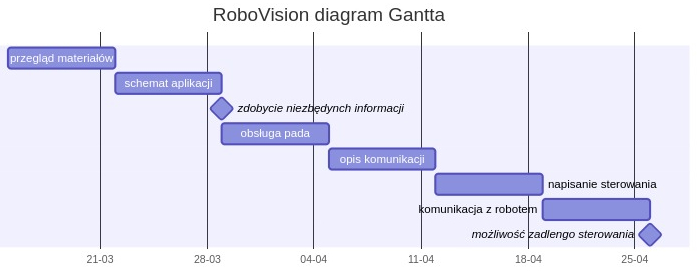 RoboVision diagram Gantta
przegląd materiałów
schemat aplikacji
zdobycie niezbędynch informacji
obsługa pada
opis komunikacji
napisanie sterowania
komunikacja z robotem
możliwość zadlengo sterowania
21-03 28-03 04-04 11-04 18-04 25-04